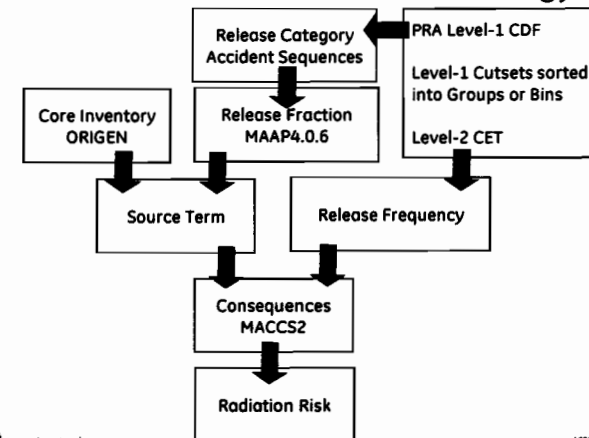 Release Category
Accident Sequences
PRA Level-1 CDF
Level-1 Cutsets sorted
into Groups or Bins
Level-2 CET
Core Inventory
ORIGEN
Release Fraction
MAAP4.0.6
Source Term
Release Frequency
Consequences
MACCS2
Radiation Risk